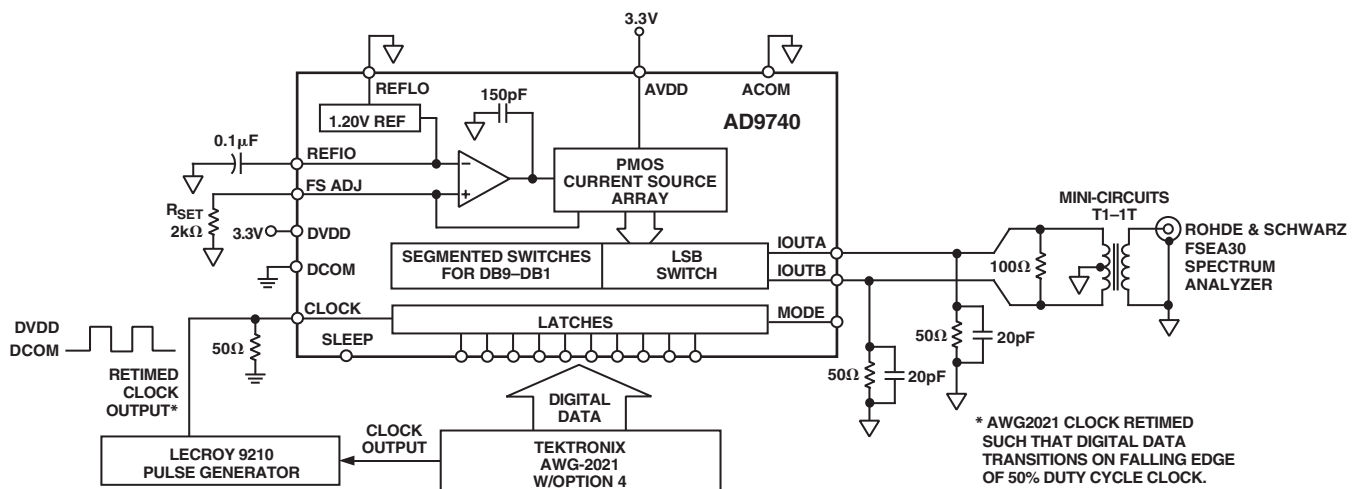 3.3V
REFLO
AVDD
ACOM
150pF
1.20V REF
AD9740
0.1μF
REFIO
PMOS
CURRENT SOURCE
ARRAY
FS ADJ
RSET
2kΩ
3.3V
DVDD
DCOM
SEGMENTED SWITCHES
FOR DB9–DB1
LSB
SWITCH
IOUTA
IOUTB
MINI-CIRCUITS
T1–1T
100Ω
ROHDE & SCHWARZ
FSEA30
SPECTRUM
ANALYZER
CLOCK
LATCHES
MODE
DVDD
DCOM
50Ω
SLEEP
50Ω
20pF
50Ω
20pF
RETIMED
CLOCK
OUTPUT*
DIGITAL
DATA
CLOCK
OUTPUT
LECROY 9210
PULSE GENERATOR
TEKTRONIX
AWG-2021
W/OPTION 4
* AWG2021 CLOCK RETIMED
SUCH THAT DIGITAL DATA
TRANSITIONS ON FALLING EDGE
OF 50% DUTY CYCLE CLOCK.